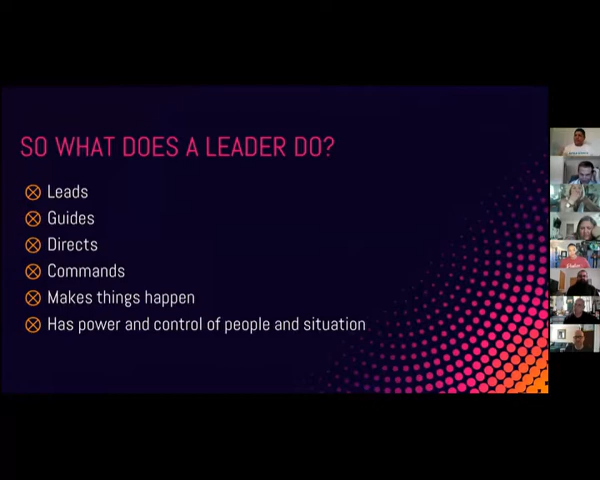 SO WHAT DOES A LEADER DO?
Leads
Guides
Directs
Commands
Makes things happen
Has power and control of people and situation